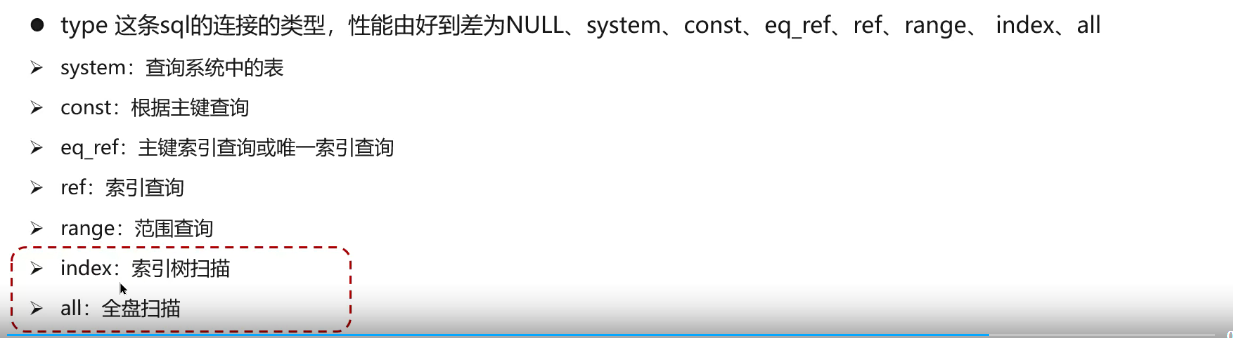 ● type 这条sql的连接的类型，性能由好到差为NULL、system、const、eq_ref、ref、range、 index、all
➢ system：查询系统中的表
➢ const：根据主键查询
➢ eq_ref：主键索引查询或唯一索引查询
➢ ref：索引查询
➢ range：范围查询
➢ index：索引树扫描
➢ all：全盘扫描